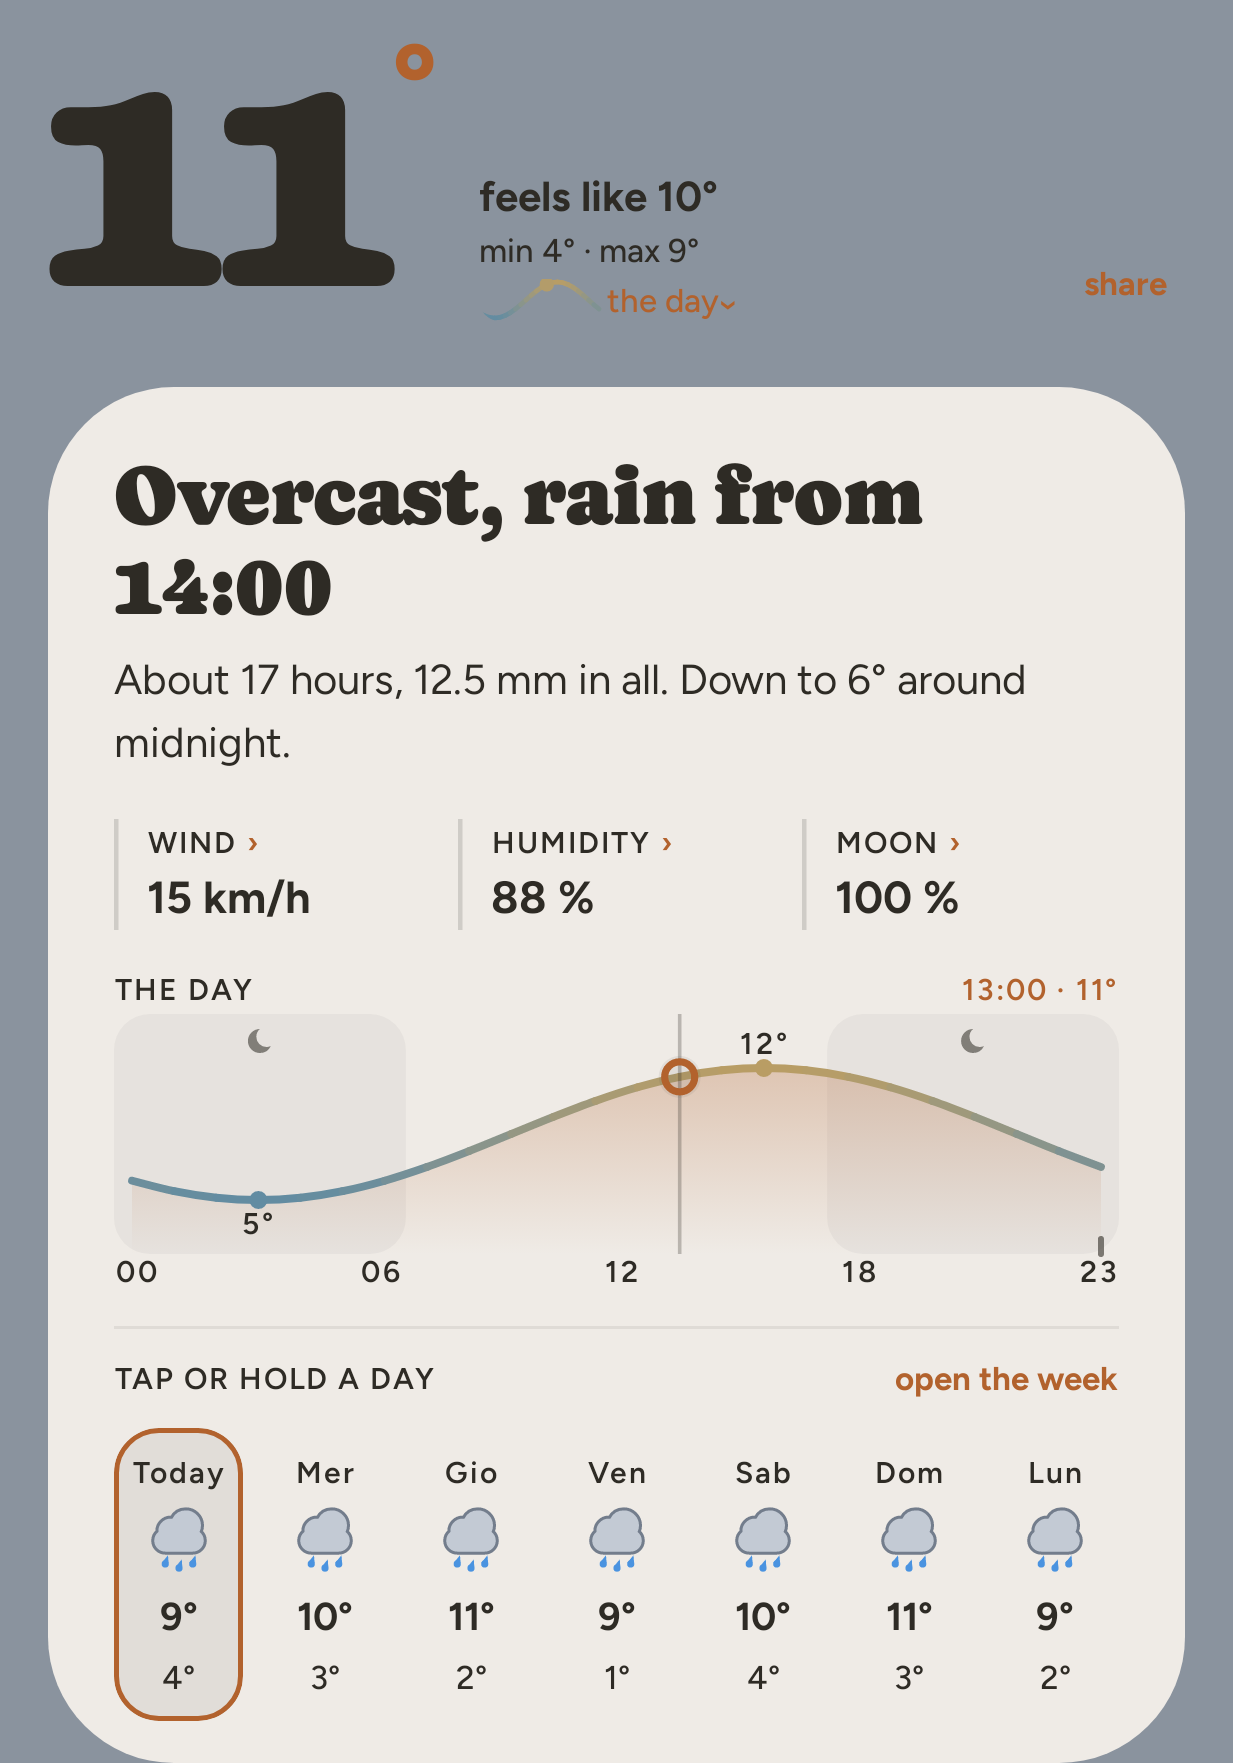 11°
feels like 10°
min 4° · max 9°
the day
share
Overcast, rain from
14:00
About 17 hours, 12.5 mm in all. Down to 6° around
midnight.
WIND › HUMIDITY › MOON ›
15 km/h 88 % 100 %
THE DAY 13:00 · 11°
12°
5°
00 06 12 18 23
TAP OR HOLD A DAY open the week
Today Mer Gio Ven Sab Dom Lun
9° 10° 11° 9° 10° 11° 9°
4° 3° 2° 1° 4° 3° 2°